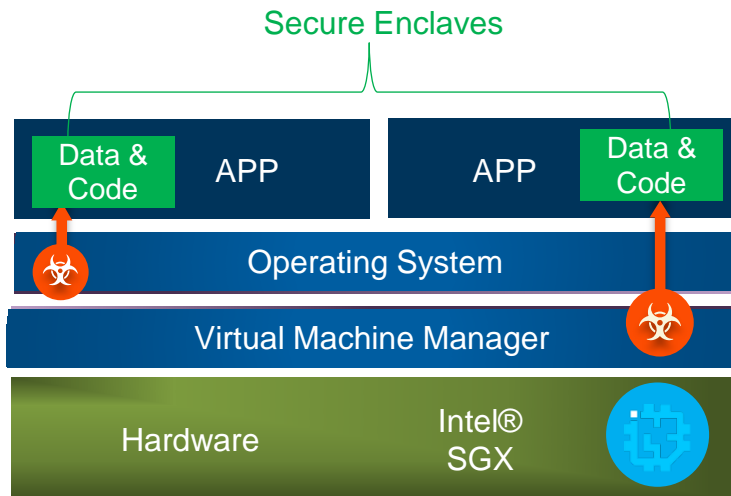 Secure Enclaves
Data &
Code
APP
APP
Data &
Code
Operating System
Virtual Machine Manager
Hardware
Intel®
SGX